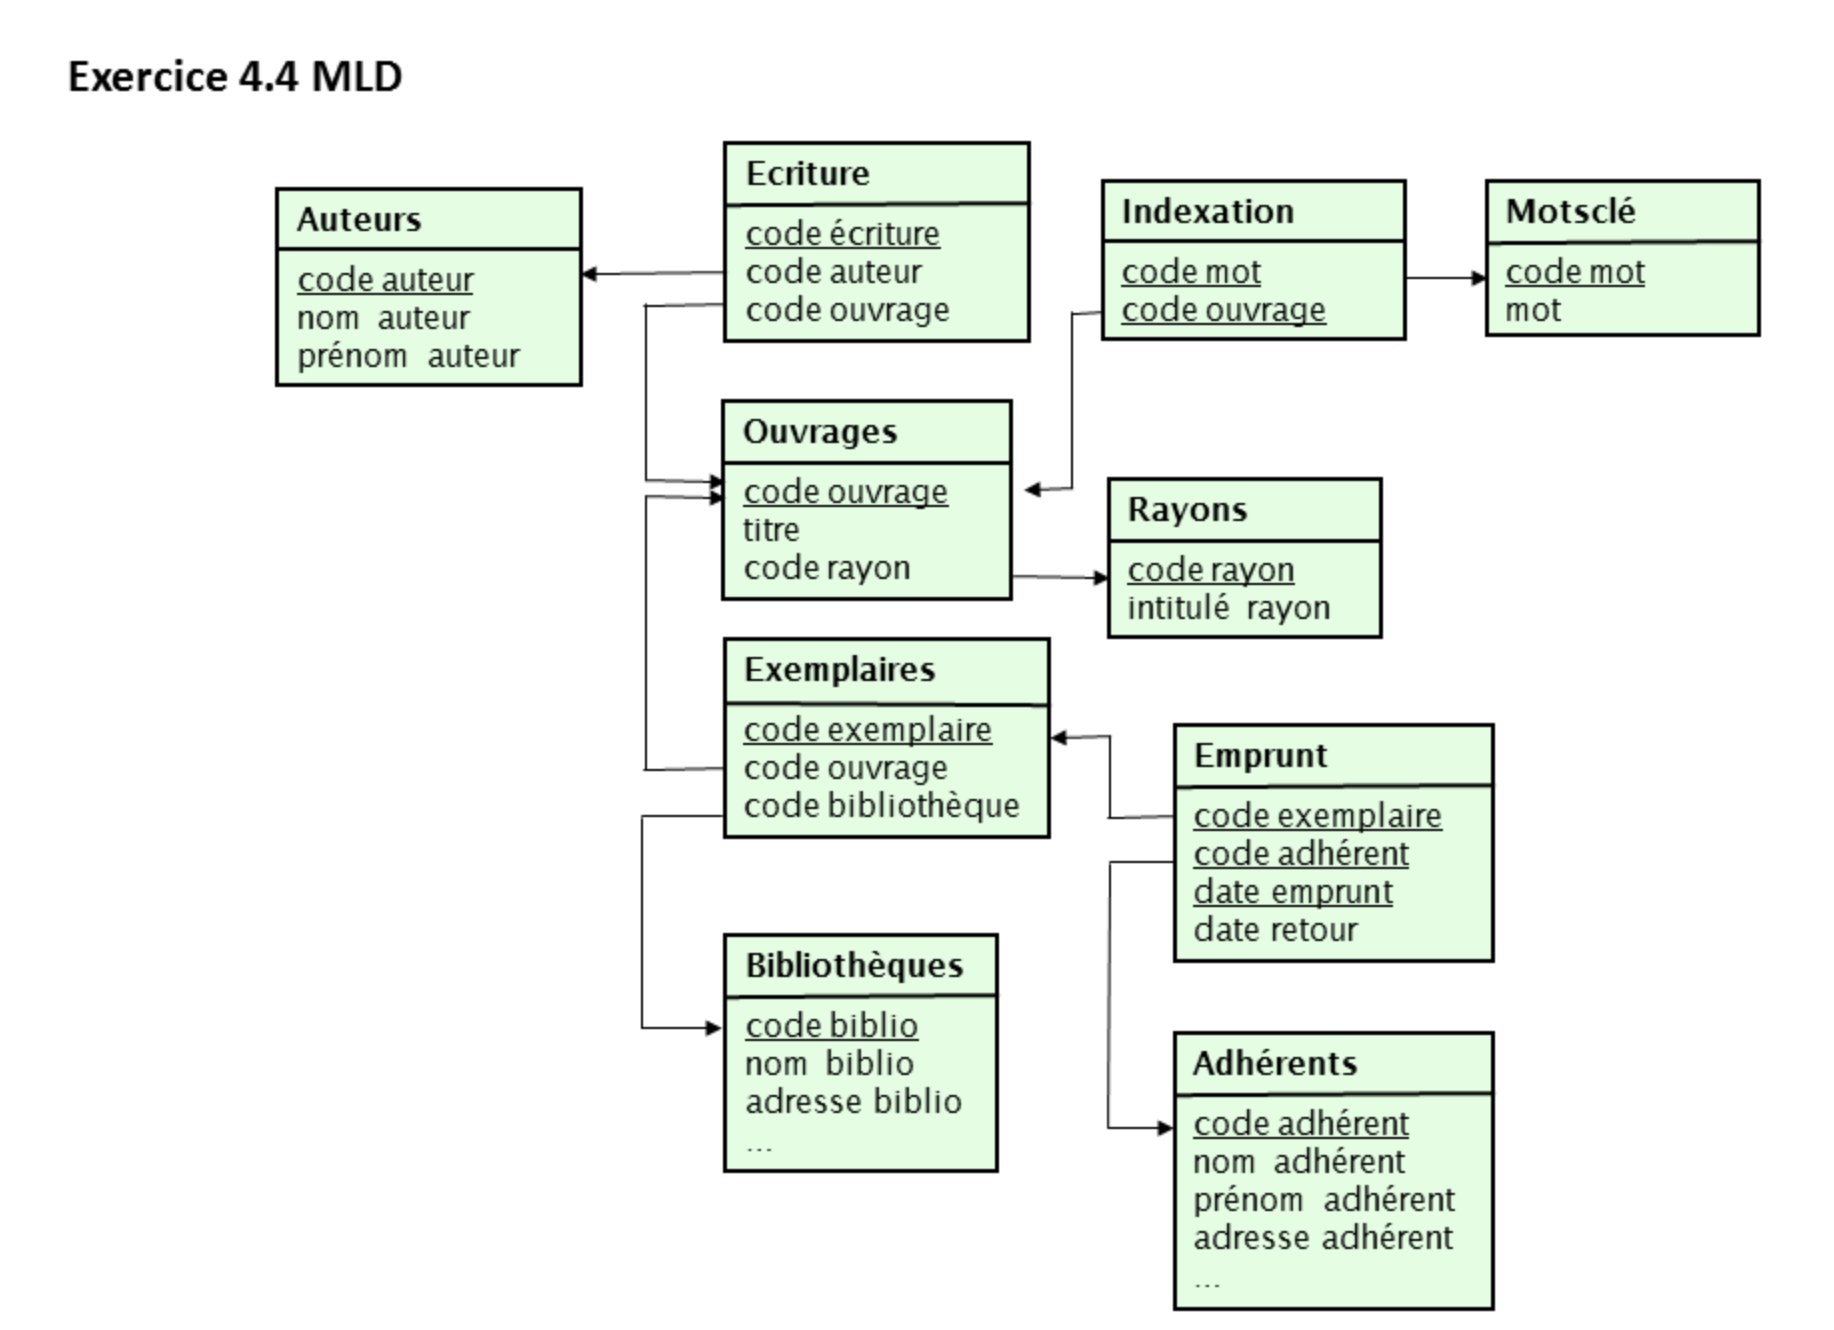 Exercice 4.4 MLD
Auteurs
code auteur
nom auteur
prénom auteur
Ecriture
code écriture
code auteur
code ouvrage
Indexation
code mot
code ouvrage
Motsclé
code mot
mot
Ouvrages
code ouvrage
titre
code rayon
Rayons
code rayon
intitulé rayon
Exemplaires
code exemplaire
code ouvrage
code bibliothèque
Emprunt
code exemplaire
code adhérent
date emprunt
date retour
Bibliothèques
code biblio
nom biblio
adresse biblio
...
Adhérents
code adhérent
nom adhérent
prénom adhérent
adresse adhérent
...